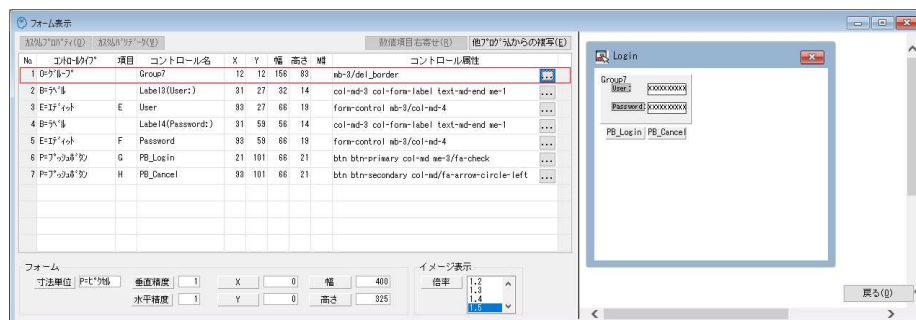 フォーム表示
カスタムプロパティ(Q) カスタムバリデータ(V) 数値項目右寄せ(R) 他プログラムからの複写(E)
No コントロールタイプ 項目 コントロール名 X Y 幅 高さ コントロール属性
1 O=グループ Group7 12 12 156 83 mb-3/del_border ...
2 B=ラベル Label3(User:) 31 27 32 14 col-md-3 col-form-label text-md-end me-1 ...
3 E=エディット E User 93 27 66 19 form-control mb-3/col-md-4 ...
4 B=ラベル Label4(Password:) 31 59 56 14 col-md-3 col-form-label text-md-end me-1 ...
5 E=エディット F Password 93 59 66 19 form-control mb-3/col-md-4 ...
6 P=プッシュボタン G PB_Login 21 101 66 21 btn btn-primary col-md me-3/fa-check ...
7 P=プッシュボタン H PB_Cancel 93 101 66 21 btn btn-secondary col-md/fa-arrow-circle-left ...
フォーム
寸法単位 P=ピクセル 垂直精度 1 X 0 幅 400
水平精度 1 Y 0 高さ 325
イメージ表示
倍率 1.2
1.3
1.4
1.5
Login
Group7
User: XXXXXXXXXX
Password: XXXXXXXXXX
PB_Login PB_Cancel
戻る(Q)